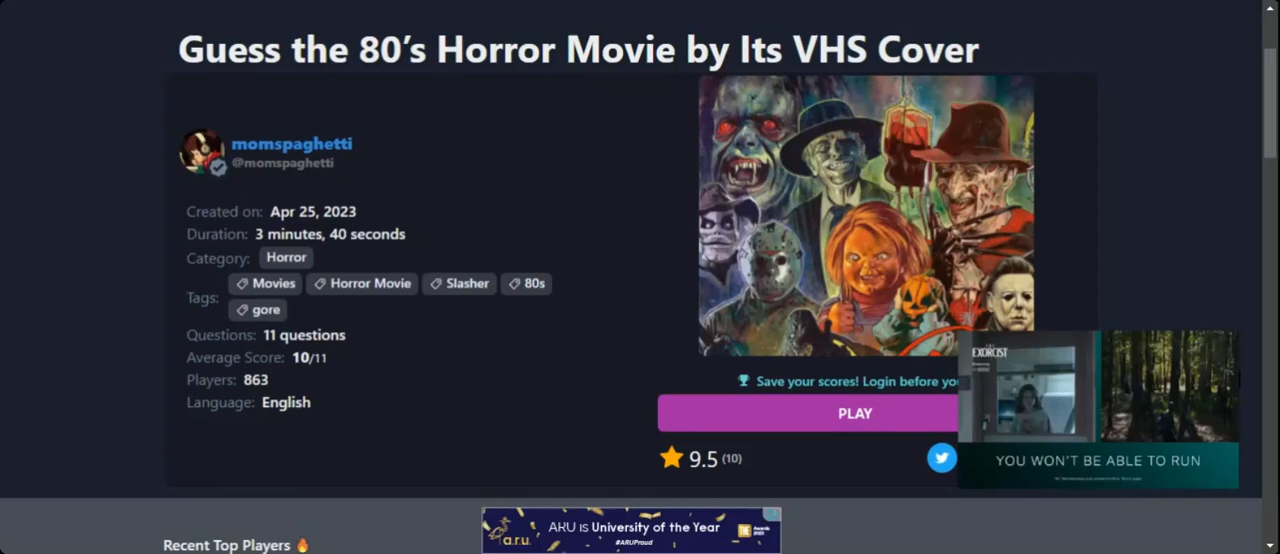 Guess the 80's Horror Movie by Its VHS Cover
momspaghetti
@momspaghetti
Created on: Apr 25, 2023
Duration: 3 minutes, 40 seconds
Category: Horror
Tags: Movies Horror Movie Slasher 80s
gore
Questions: 11 questions
Average Score: 10/11
Players: 863
Language: English
Save your scores! Login before yo
PLAY
9.5 (10)
EXORCIST
YOU WON'T BE ABLE TO RUN
a.r.u.
ARU IS University of the Year
#ARUProud
Recent Top Players